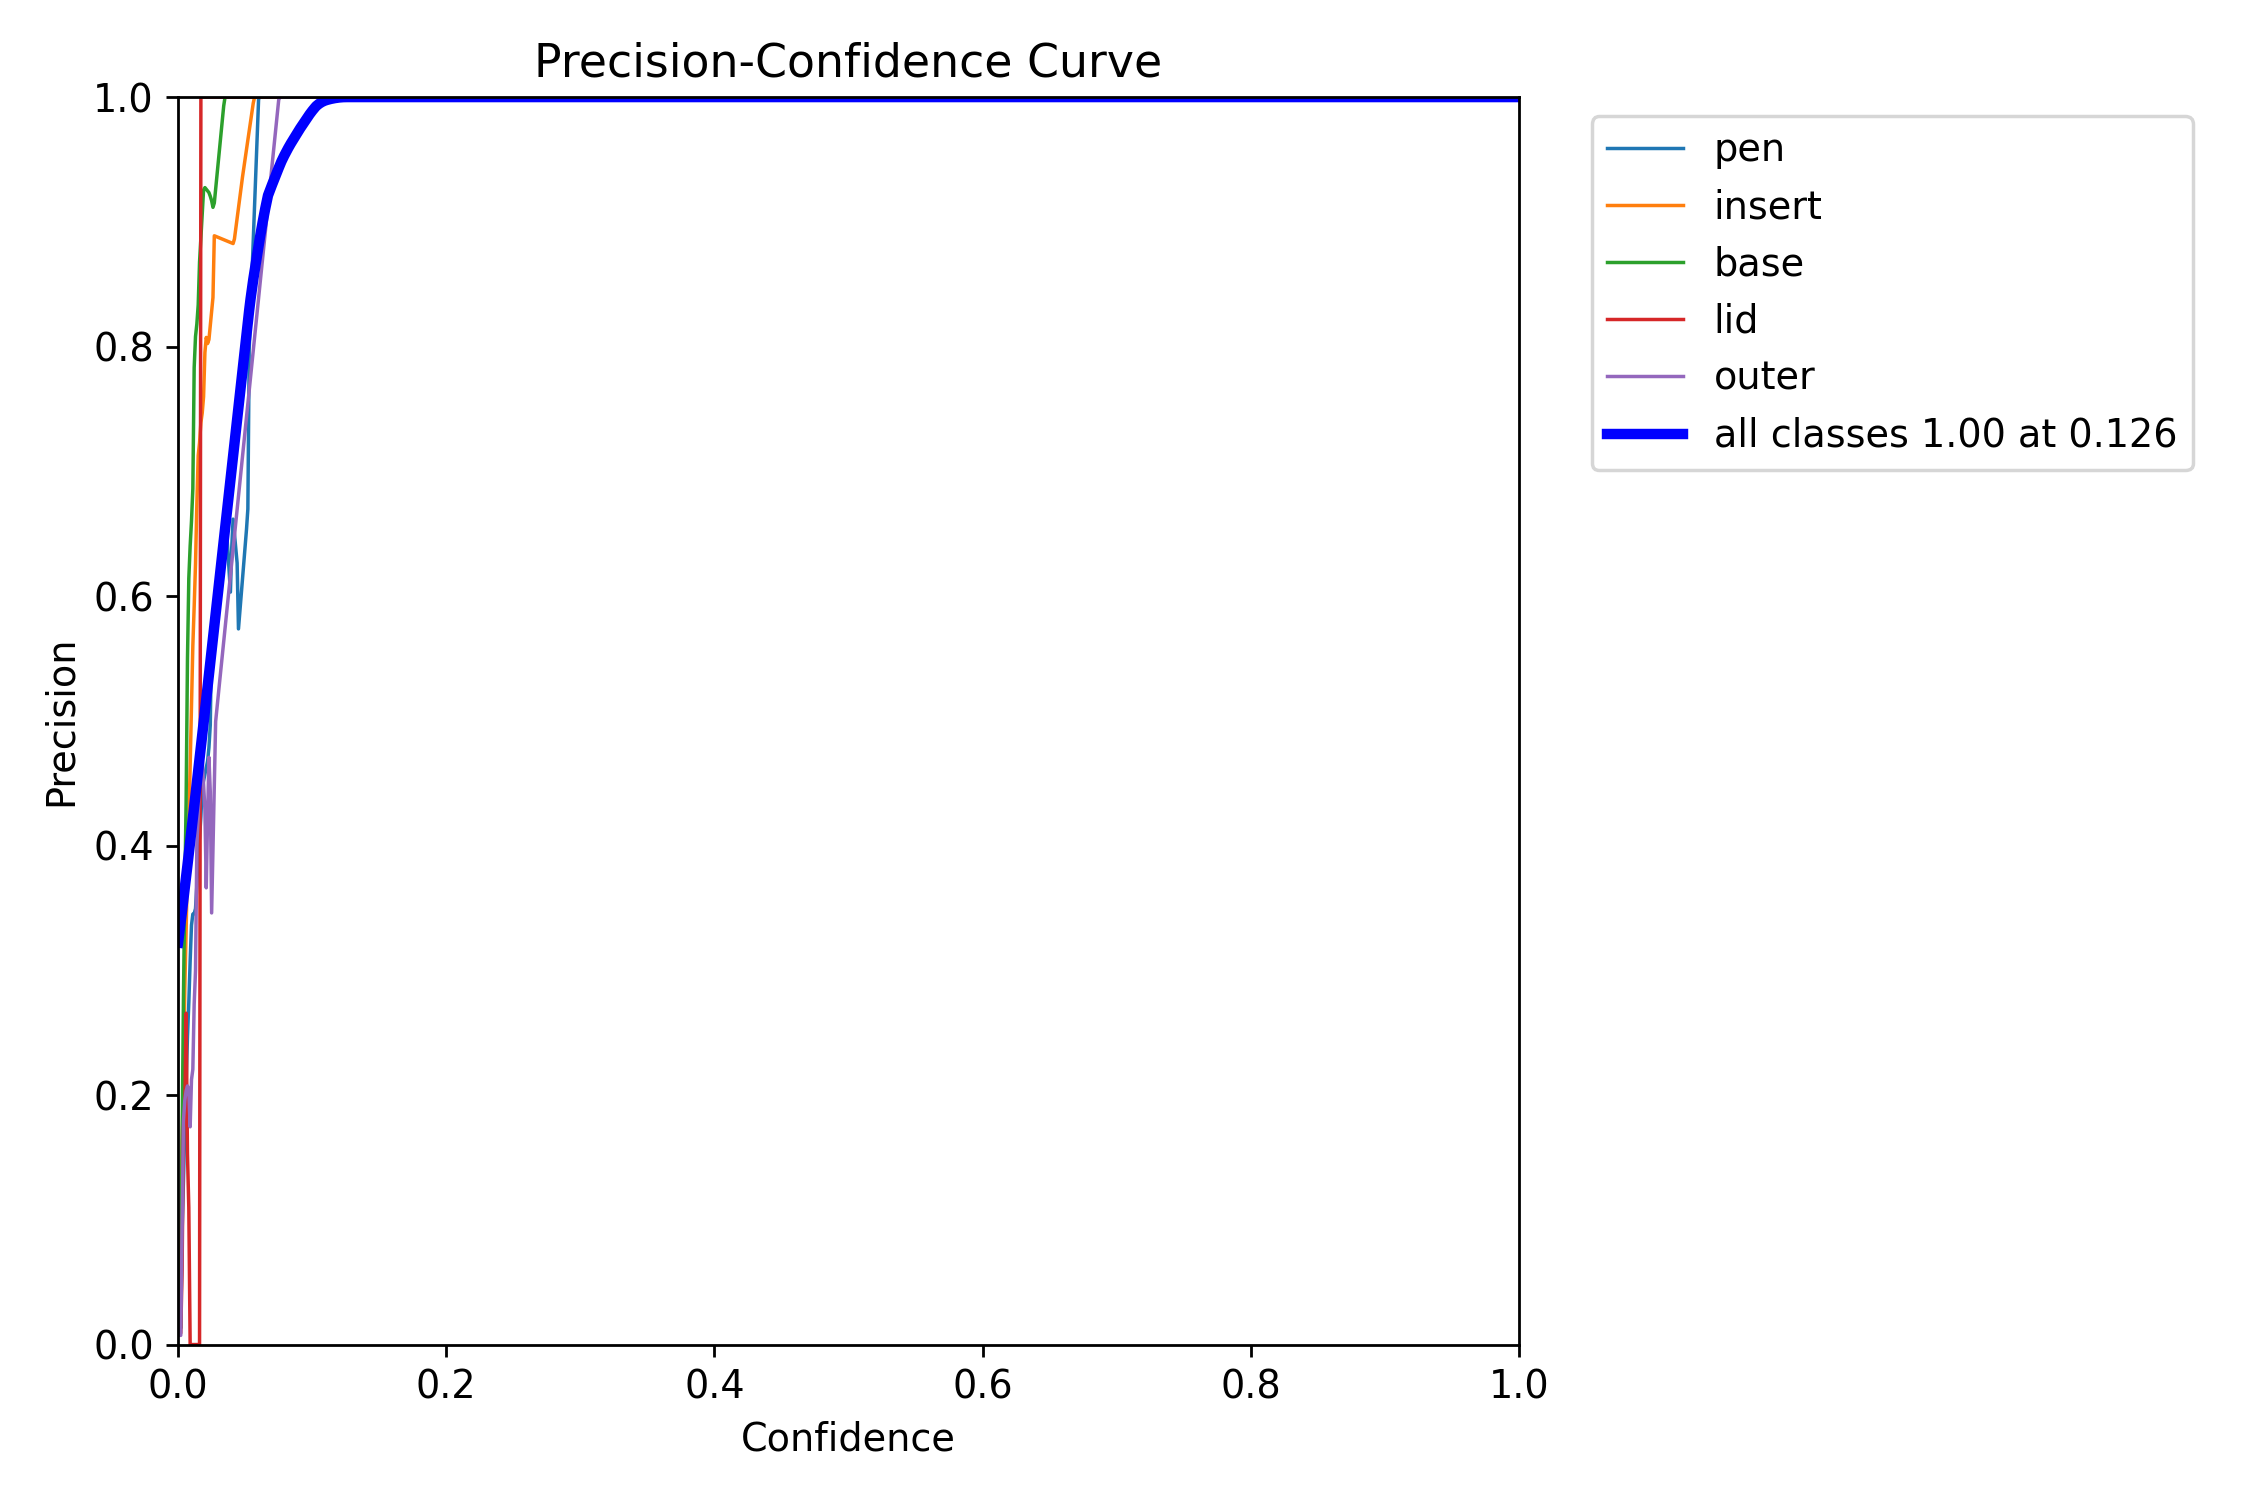 Precision-Confidence Curve
1.0
0.8
0.6
0.4
0.2
0.0
Precision
0.0 0.2 0.4 0.6 0.8 1.0
Confidence
pen
insert
base
lid
outer
all classes 1.00 at 0.126